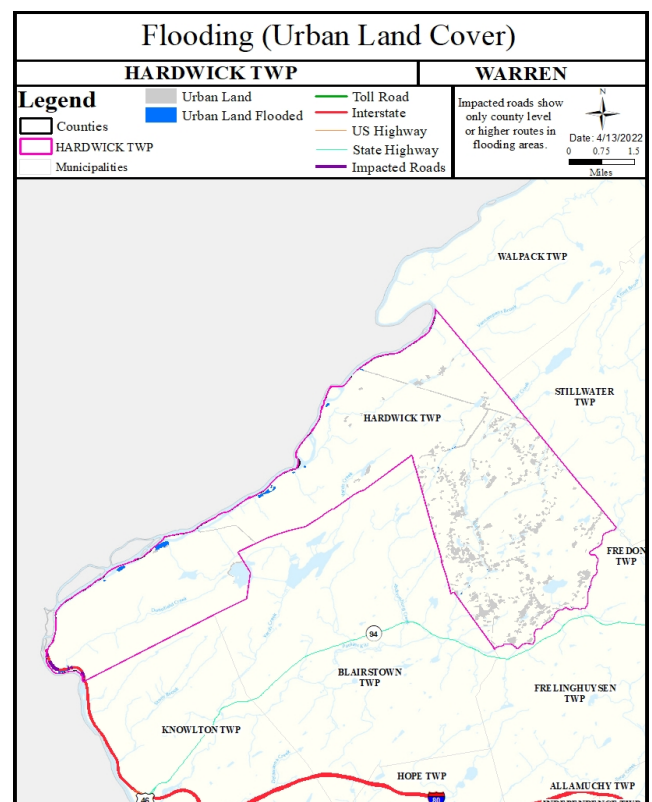 Flooding (Urban Land Cover)
HARDWICK TWP
WARREN
Legend
Counties
HARDWICK TWP
Municipalities
Urban Land
Urban Land Flooded
Toll Road
Interstate
US Highway
State Highway
Impacted Roads
Impacted roads show
only county level
or higher routes in
flooding areas.
N
Date: 4/13/2022
0 0.75 1.5
Miles
WALPACK TWP
STILLWATER
TWP
HARDWICK TWP
FREDON
TWP
94
BLAIRSTOWN
TWP
FRELINGHUYSEN
TWP
KNOWLTON TWP
HOPE TWP
ALLAMUCHY TWP
46
80
INDEPENDENCE TWP